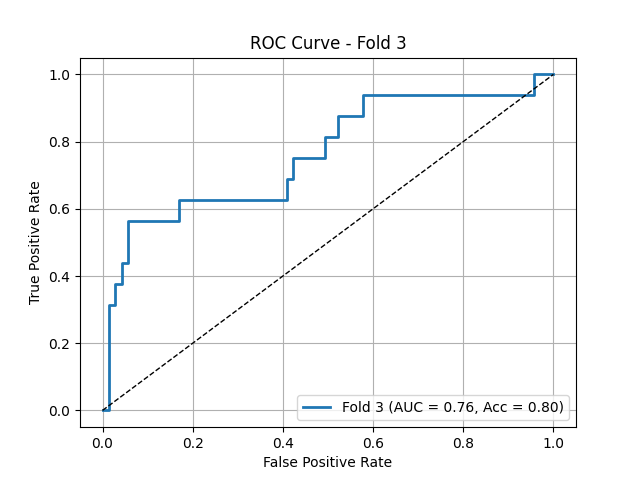 ROC Curve - Fold 3
True Positive Rate
1.0
0.8
0.6
0.4
0.2
0.0
Fold 3 (AUC = 0.76, Acc = 0.80)
0.0 0.2 0.4 0.6 0.8 1.0
False Positive Rate